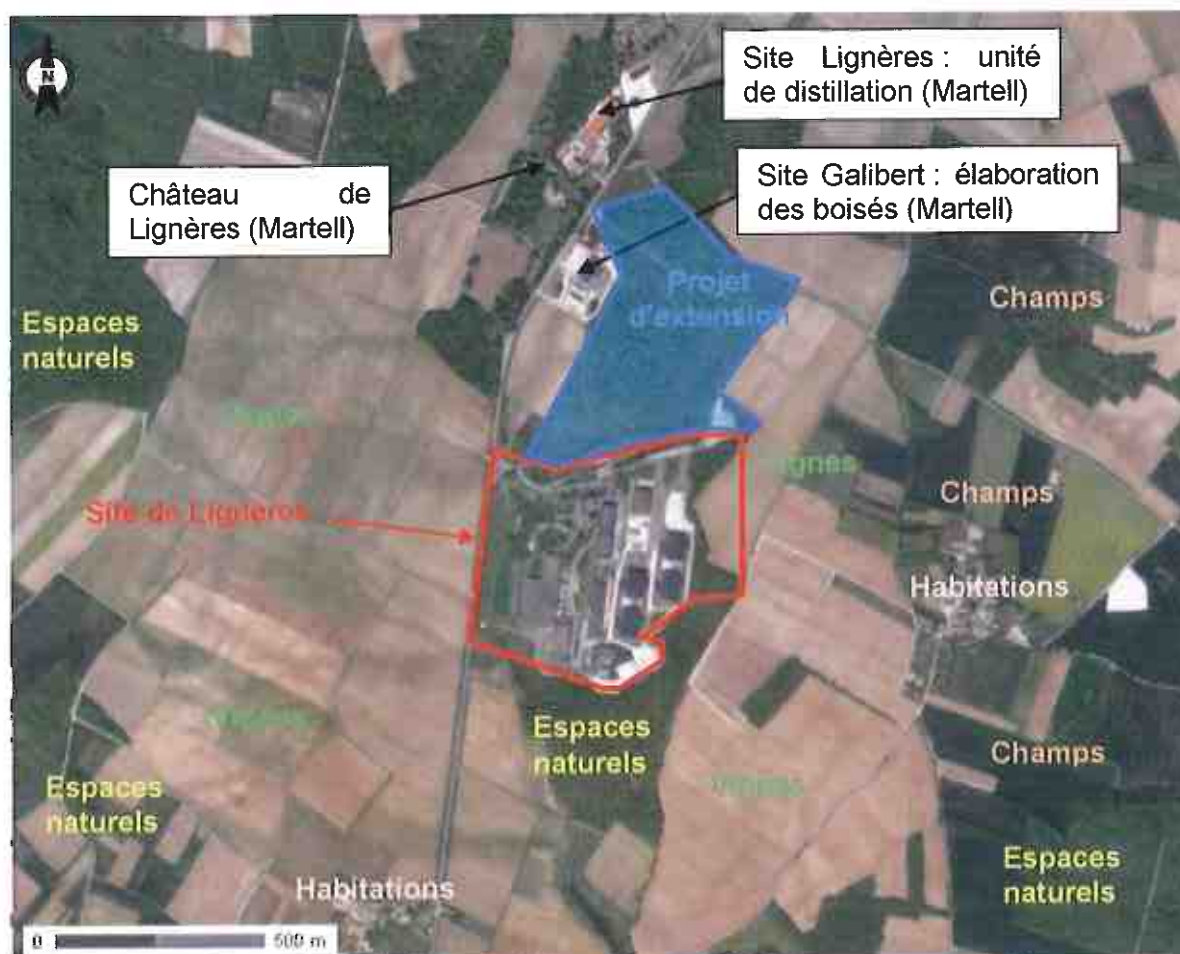 N
Site Lignères : unité
de distillation (Martell)
Château de
Lignères (Martell)
Site Galibert : élaboration
des boisés (Martell)
Projet
d'extension
Champs
Espaces
naturels
Site de Lignères
Champs
Habitations
Espaces
naturels
Champs
Espaces
naturels
Espaces
naturels
Habitations
0 500 m